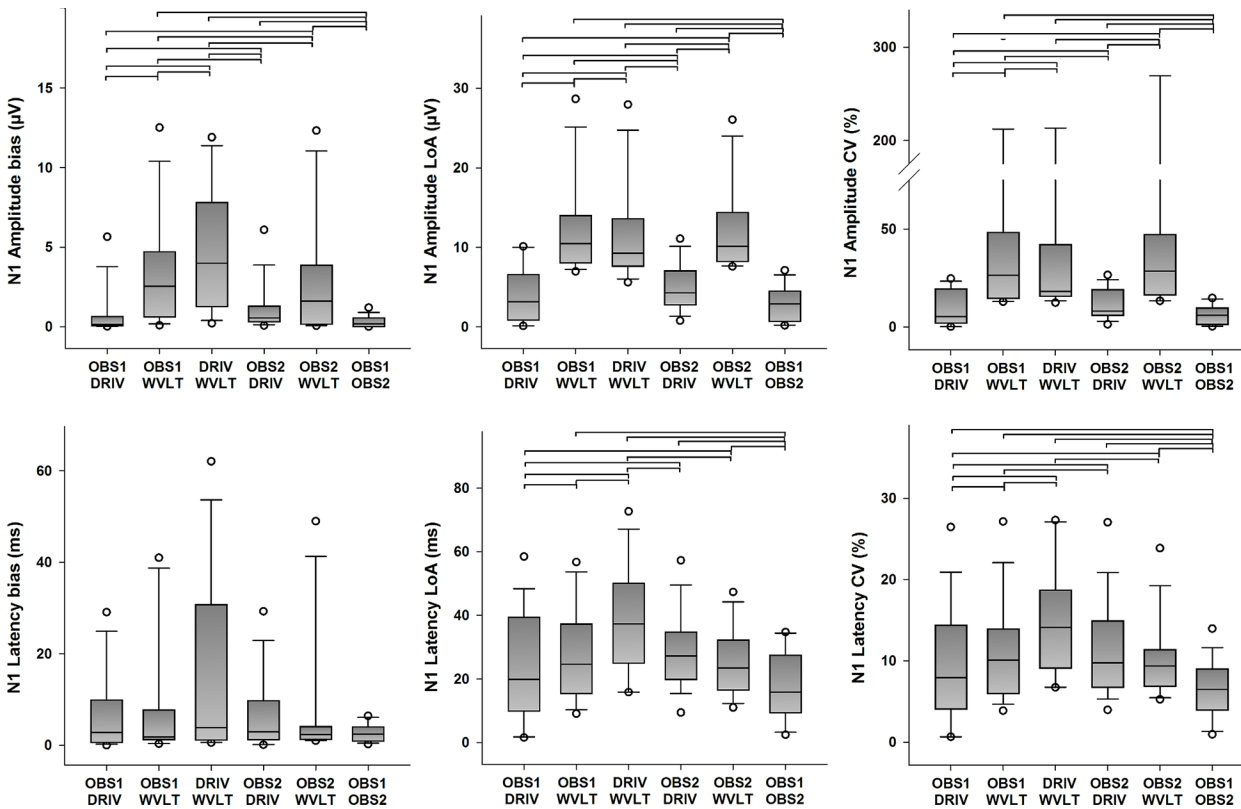 N1 Amplitude bias (µV)
15
10
5
0
OBS1 OBS1 DRIV OBS2 OBS2 OBS1
DRIV WVLT WVLT DRIV WVLT OBS2
N1 Amplitude LoA (µV)
30
20
10
0
OBS1 OBS1 DRIV OBS2 OBS2 OBS1
DRIV WVLT WVLT DRIV WVLT OBS2
N1 Amplitude CV (%)
300
200
50
0
OBS1 OBS1 DRIV OBS2 OBS2 OBS1
DRIV WVLT WVLT DRIV WVLT OBS2
N1 Latency bias (ms)
60
40
20
0
OBS1 OBS1 DRIV OBS2 OBS2 OBS1
DRIV WVLT WVLT DRIV WVLT OBS2
N1 Latency LoA (ms)
80
60
40
20
0
OBS1 OBS1 DRIV OBS2 OBS2 OBS1
DRIV WVLT WVLT DRIV WVLT OBS2
N1 Latency CV (%)
30
20
10
0
OBS1 OBS1 DRIV OBS2 OBS2 OBS1
DRIV WVLT WVLT DRIV WVLT OBS2